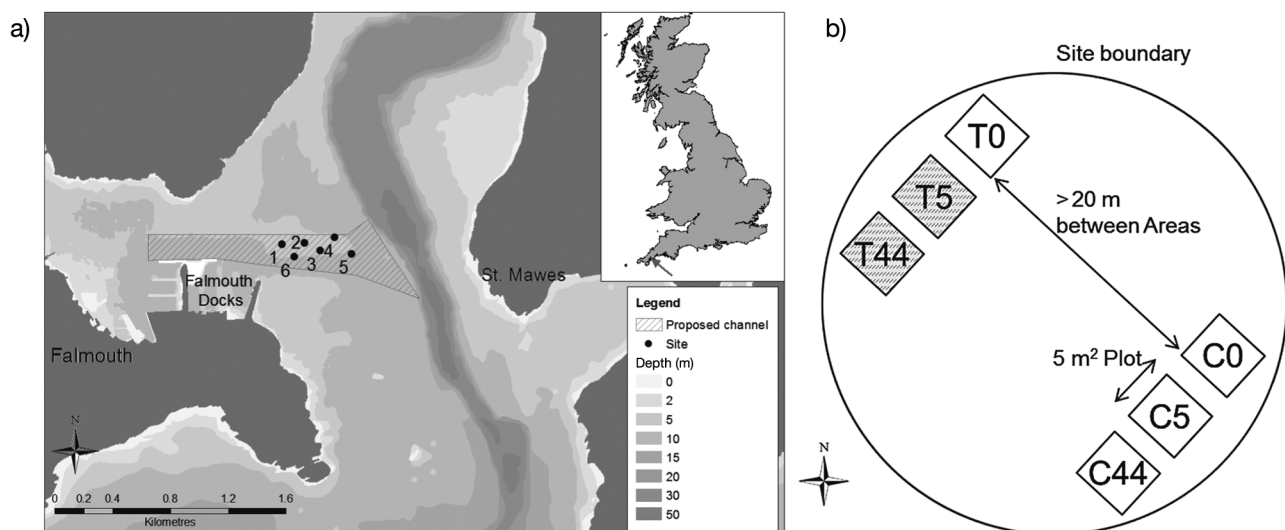 a)
1
2
3
4
5
6
Falmouth
Docks
St. Mawes
Falmouth
N
0 0.2 0.4 0.8 1.2 1.6
Kilometres
Legend
Proposed channel
Site
Depth (m)
0
2
5
10
15
20
30
50
b)
Site boundary
T0
T5
T44
>20 m
between Areas
C0
5 m² Plot
C5
C44
N